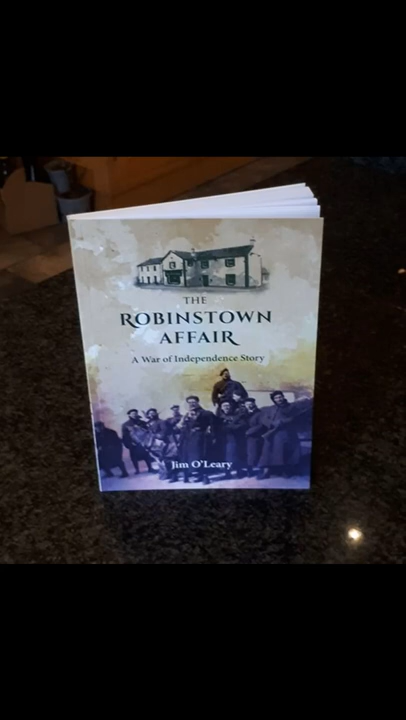 THE
ROBINSTOWN
AFFAIR
A War of Independence Story
Jim O'Leary